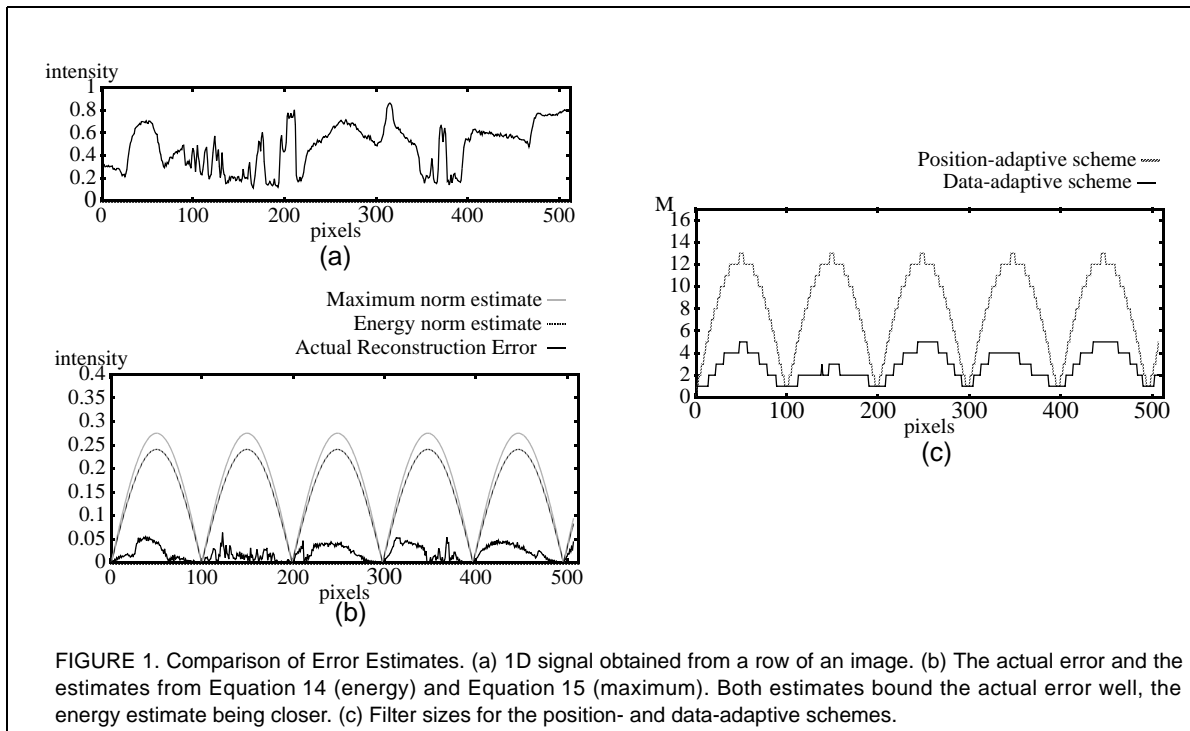 intensity
1
0.8
0.6
0.4
0.2
0
0 100 200 300 400 500
pixels
(a)
Maximum norm estimate
Energy norm estimate
Actual Reconstruction Error
intensity
0.4
0.35
0.3
0.25
0.2
0.15
0.1
0.05
0
0 100 200 300 400 500
pixels
(b)
Position-adaptive scheme
Data-adaptive scheme
M
16
14
12
10
8
6
4
2
0
0 100 200 300 400 500
pixels
(c)
FIGURE 1. Comparison of Error Estimates. (a) 1D signal obtained from a row of an image. (b) The actual error and the
estimates from Equation 14 (energy) and Equation 15 (maximum). Both estimates bound the actual error well, the
energy estimate being closer. (c) Filter sizes for the position- and data-adaptive schemes.